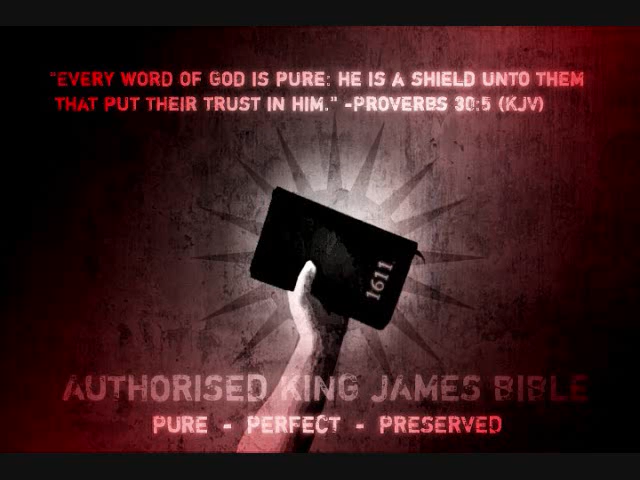 "EVERY WORD OF GOD IS PURE: HE IS A SHIELD UNTO THEM
THAT PUT THEIR TRUST IN HIM." -PROVERBS 30:5 (KJV)
1611
AUTHORISED KING JAMES BIBLE
PURE - PERFECT - PRESERVED